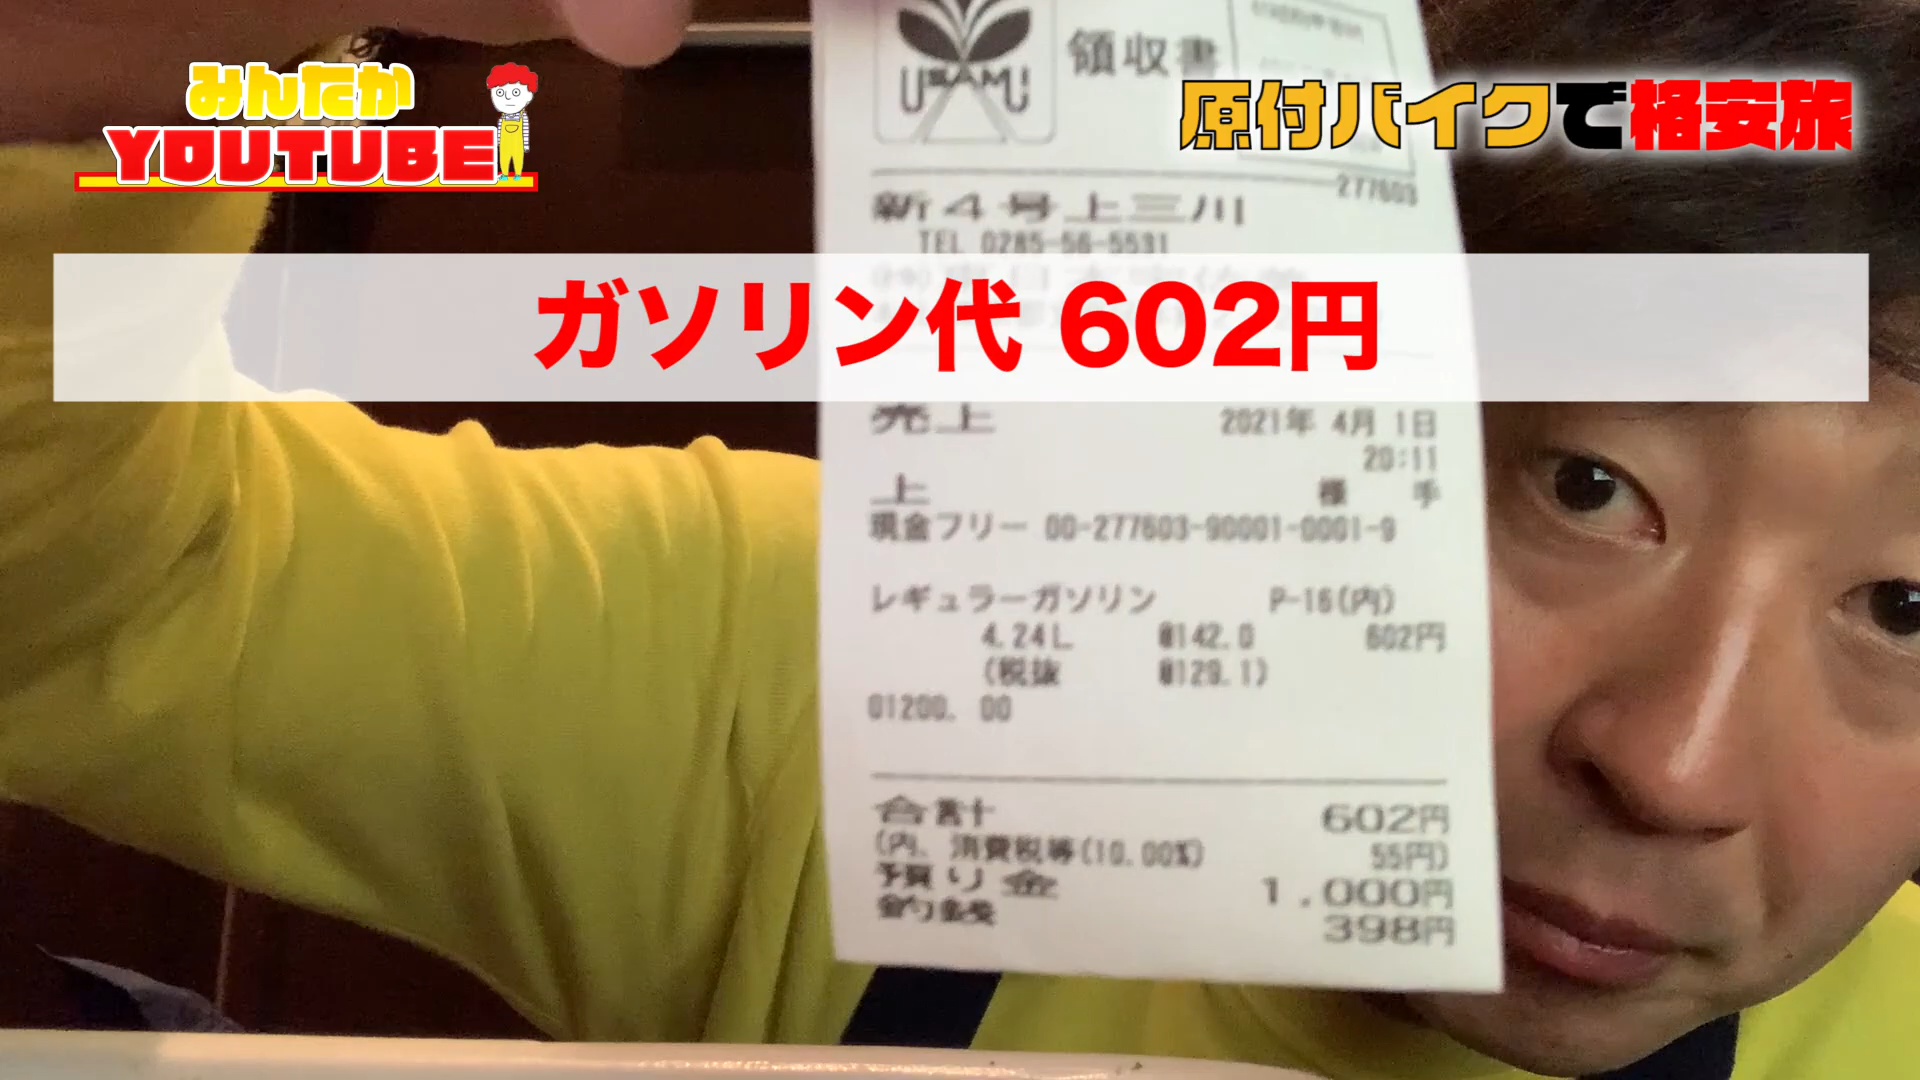 みんたか
YOUTUBE
原付バイクで格安旅
USAMI
領収書
277603
新4号上三川
TEL 0285-56-5531
ガソリン代 602円
売上
2021年 4月 1日
20:11
上 様 手
現金フリー 00-277603-90001-0001-9
レギュラーガソリン P-16(内)
4.24L @142.0 602円
(税抜 @129.1)
01200. 00
合計 602円
(内、消費税等(10.00%) 55円)
預り金 1,000円
釣銭 398円